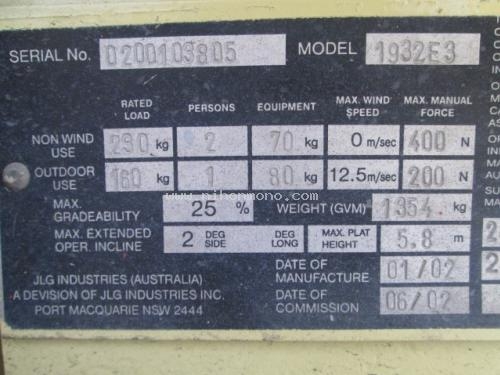 SERIAL No. 0200103805 MODEL 1932E3
RATED LOAD PERSONS EQUIPMENT MAX. WIND SPEED MAX. MANUAL FORCE
NON WIND USE 230 kg 2 70 kg 0 m/sec 400 N
OUTDOOR USE 160 kg 1 80 kg 12.5 m/sec 200 N
www.nihonmono.com
MAX. GRADEABILITY 25 % WEIGHT (GVM) 1354 kg
MAX. EXTENDED OPER. INCLINE 2 DEG SIDE DEG LONG MAX. PLAT HEIGHT 5.8 m
JLG INDUSTRIES (AUSTRALIA) DATE OF MANUFACTURE 01/02
A DIVISION OF JLG INDUSTRIES INC.
PORT MACQUARIE NSW 2444 DATE OF COMMISSION 06/02